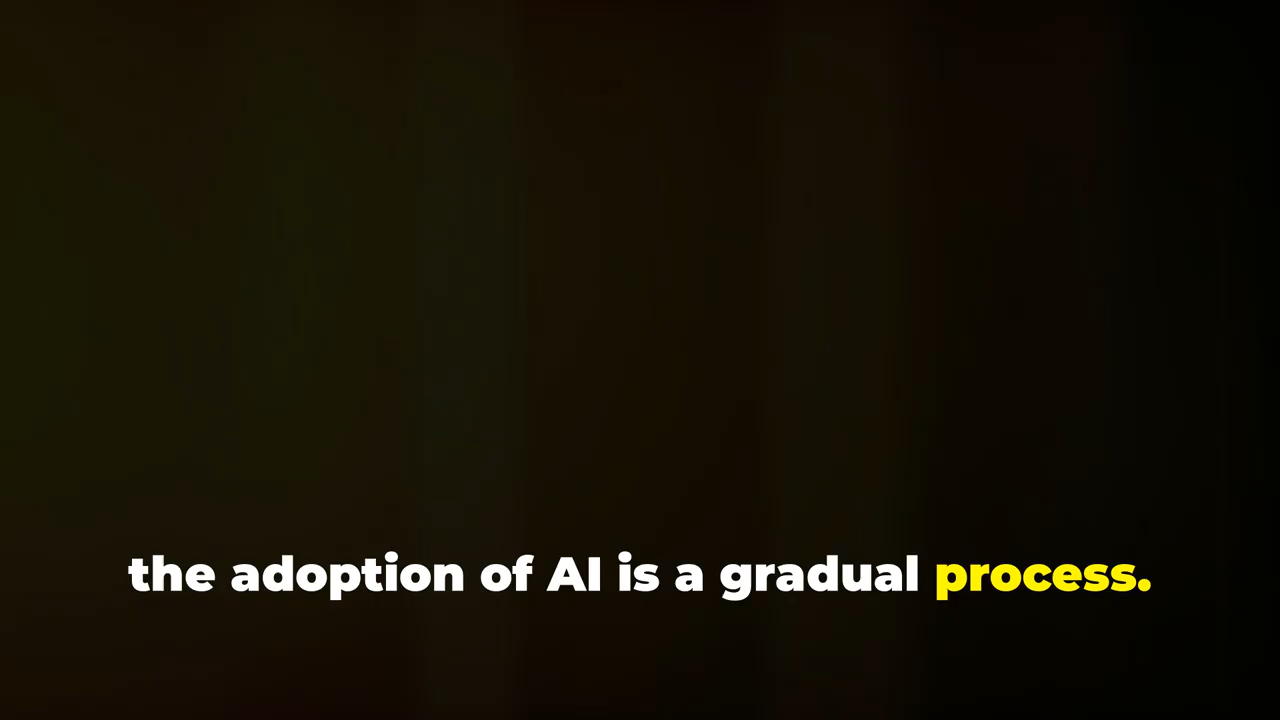 the adoption of AI is a gradual process.